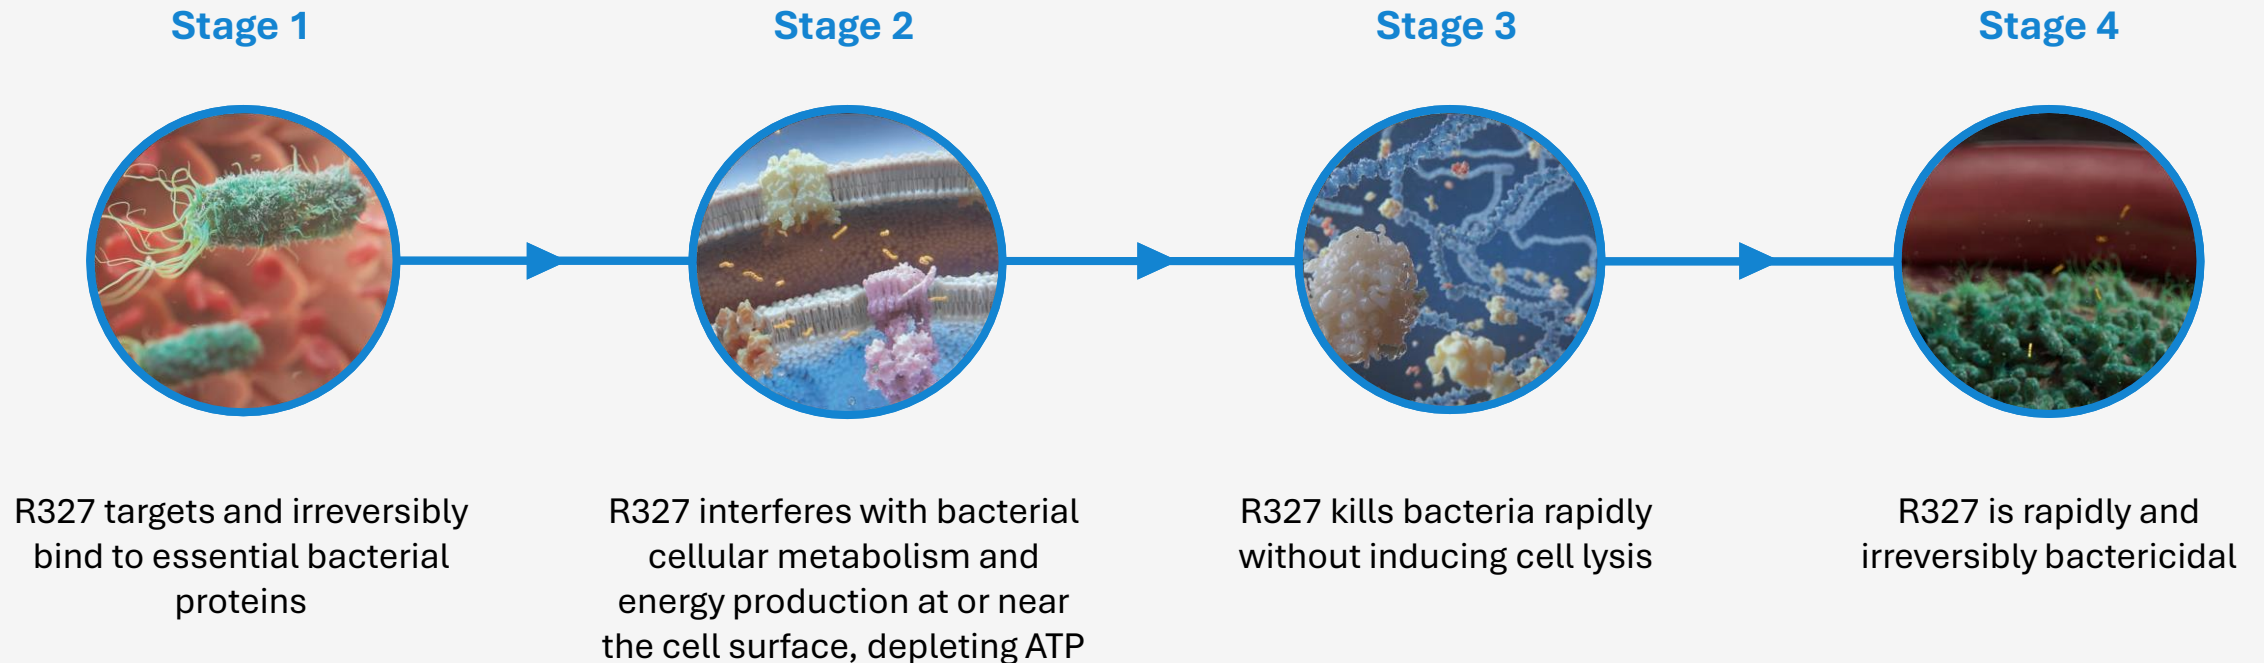 Stage 1
R327 targets and irreversibly
bind to essential bacterial
proteins
Stage 2
R327 interferes with bacterial
cellular metabolism and
energy production at or near
the cell surface, depleting ATP
Stage 3
R327 kills bacteria rapidly
without inducing cell lysis
Stage 4
R327 is rapidly and
irreversibly bactericidal